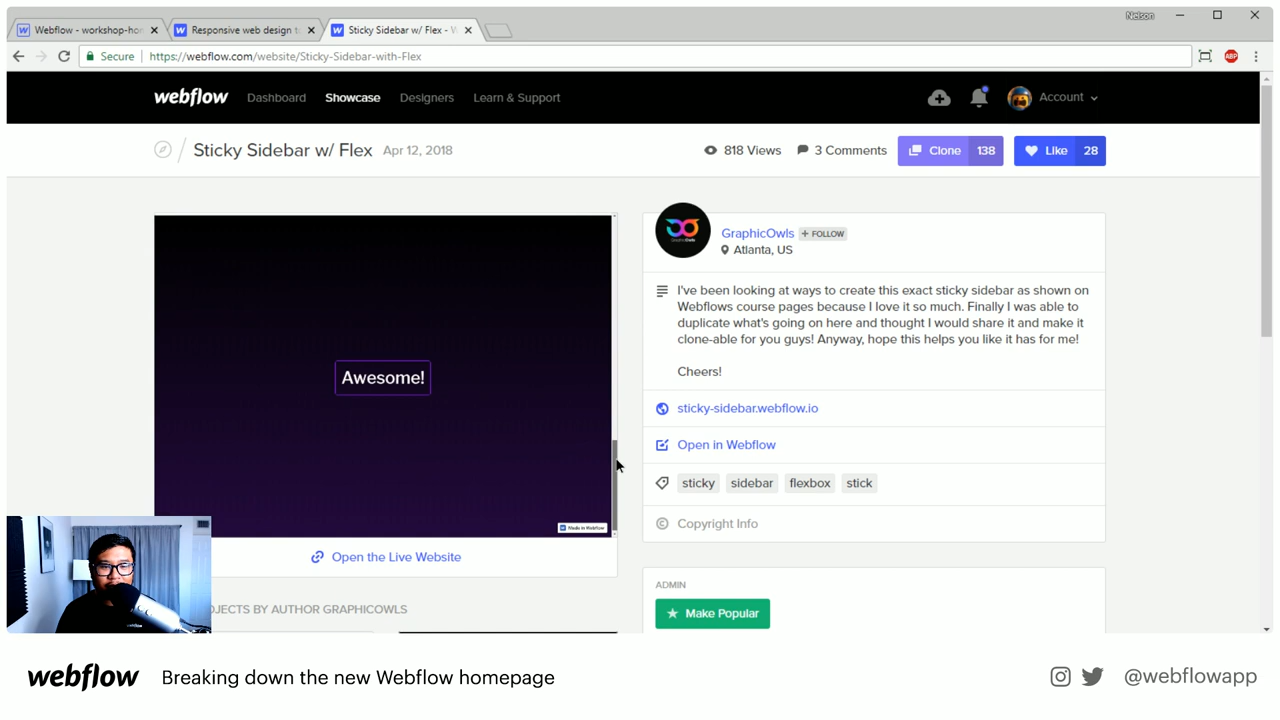 Nelson
Webflow - workshop-hor
Responsive web design t
Sticky Sidebar w/ Flex - W
Secure
https://webflow.com/website/Sticky-Sidebar-with-Flex
ABP
webflow
Dashboard
Showcase
Designers
Learn & Support
Account
Sticky Sidebar w/ Flex
Apr 12, 2018
818 Views
3 Comments
Clone
138
Like
28
Awesome!
Made in Webflow
Open the Live Website
OJECTS BY AUTHOR GRAPHICOWLS
GraphicOwls
+ FOLLOW
Atlanta, US
I've been looking at ways to create this exact sticky sidebar as shown on
Webflows course pages because I love it so much. Finally I was able to
duplicate what's going on here and thought I would share it and make it
clone-able for you guys! Anyway, hope this helps you like it has for me!
Cheers!
sticky-sidebar.webflow.io
Open in Webflow
sticky
sidebar
flexbox
stick
Copyright Info
ADMIN
Make Popular
webflow
Breaking down the new Webflow homepage
@webflowapp